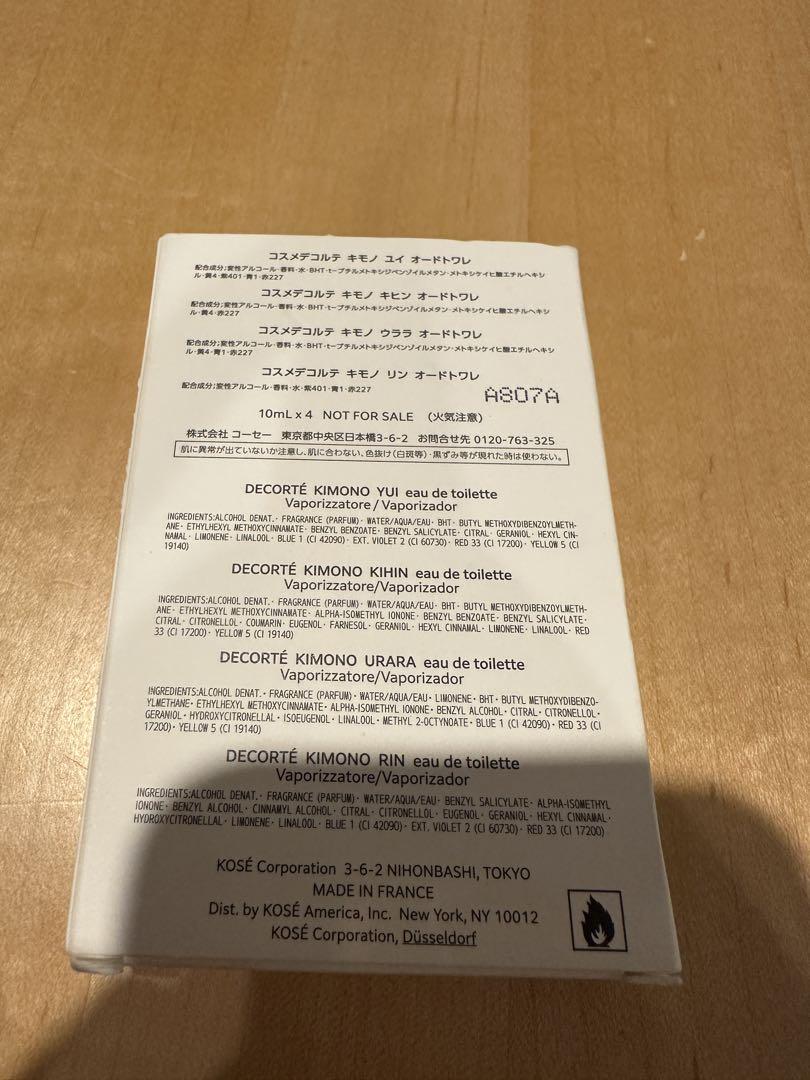 コスメデコルテ キモノ ユイ オードトワレ
配合成分;変性アルコール・香料・水・BHT・t-ブチルメトキシジベンゾイルメタン・メトキシケイヒ酸エチルヘキシ
ル・黄4・紫401・青1・赤227
コスメデコルテ キモノ キヒン オードトワレ
配合成分;変性アルコール・香料・水・BHT・t-ブチルメトキシジベンゾイルメタン・メトキシケイヒ酸エチルヘキシ
ル・黄4・赤227
コスメデコルテ キモノ ウララ オードトワレ
配合成分;変性アルコール・香料・水・BHT・t-ブチルメトキシジベンゾイルメタン・メトキシケイヒ酸エチルヘキシ
ル・黄4・青1・赤227
コスメデコルテ キモノ リン オードトワレ
配合成分;変性アルコール・香料・水・紫401・青1・赤227
A807A
10mL x 4 NOT FOR SALE (火気注意)
株式会社 コーセー 東京都中央区日本橋3-6-2 お問合せ先 0120-763-325
肌に異常が出ていないか注意し、肌に合わない、色抜け(白斑等)・黒ずみ等が現れた時は使わない。
DECORTÉ KIMONO YUI eau de toilette
Vaporizzatore/Vaporizador
INGREDIENTS:ALCOHOL DENAT.・FRAGRANCE (PARFUM)・WATER/AQUA/EAU・BHT・BUTYL METHOXYDIBENZOYLMETH-
ANE・ETHYLHEXYL METHOXYCINNAMATE・BENZYL BENZOATE・BENZYL SALICYLATE・CITRAL・GERANIOL・HEXYL CIN-
NAMAL・LIMONENE・LINALOOL・BLUE 1 (CI 42090)・EXT. VIOLET 2 (CI 60730)・RED 33 (CI 17200)・YELLOW 5 (CI
19140)
DECORTÉ KIMONO KIHIN eau de toilette
Vaporizzatore/Vaporizador
INGREDIENTS:ALCOHOL DENAT.・FRAGRANCE (PARFUM)・WATER/AQUA/EAU・BHT・BUTYL METHOXYDIBENZOYLMETH-
ANE・ETHYLHEXYL METHOXYCINNAMATE・ALPHA-ISOMETHYL IONONE・BENZYL BENZOATE・BENZYL SALICYLATE・
CITRAL・CITRONELLOL・COUMARIN・EUGENOL・FARNESOL・GERANIOL・HEXYL CINNAMAL・LIMONENE・LINALOOL・RED
33 (CI 17200)・YELLOW 5 (CI 19140)
DECORTÉ KIMONO URARA eau de toilette
Vaporizzatore/Vaporizador
INGREDIENTS:ALCOHOL DENAT.・FRAGRANCE (PARFUM)・WATER/AQUA/EAU・LIMONENE・BHT・BUTYL METHOXYDIBENZO-
YLMETHANE・ETHYLHEXYL METHOXYCINNAMATE・ALPHA-ISOMETHYL IONONE・BENZYL ALCOHOL・CITRAL・CITRONELLOL・
GERANIOL・HYDROXYCITRONELLAL・ISOEUGENOL・LINALOOL・METHYL 2-OCTYNOATE・BLUE 1 (CI 42090)・RED 33 (CI
17200)・YELLOW 5 (CI 19140)
DECORTÉ KIMONO RIN eau de toilette
Vaporizzatore/Vaporizador
INGREDIENTS:ALCOHOL DENAT.・FRAGRANCE (PARFUM)・WATER/AQUA/EAU・BENZYL SALICYLATE・ALPHA-ISOMETHYL
IONONE・BENZYL ALCOHOL・CINNAMYL ALCOHOL・CITRAL・CITRONELLOL・EUGENOL・GERANIOL・HEXYL CINNAMAL・
HYDROXYCITRONELLAL・LIMONENE・LINALOOL・BLUE 1 (CI 42090)・EXT. VIOLET 2 (CI 60730)・RED 33 (CI 17200)
KOSÉ Corporation 3-6-2 NIHONBASHI, TOKYO
MADE IN FRANCE
Dist. by KOSÉ America, Inc. New York, NY 10012
KOSÉ Corporation, Düsseldorf